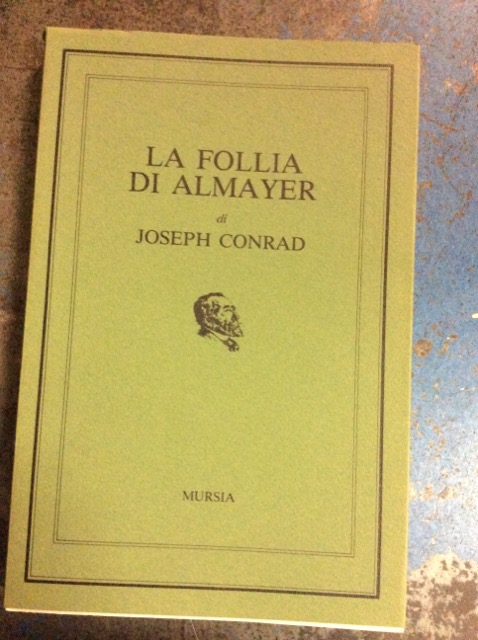 LA FOLLIA
DI ALMAYER
di
JOSEPH CONRAD
MURSIA